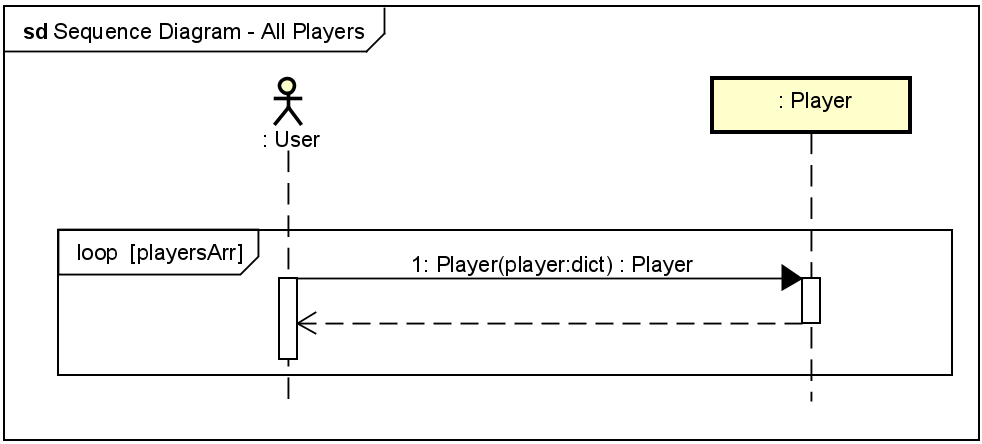 sd Sequence Diagram - All Players
: User
: Player
loop [playersArr]
1: Player(player:dict) : Player